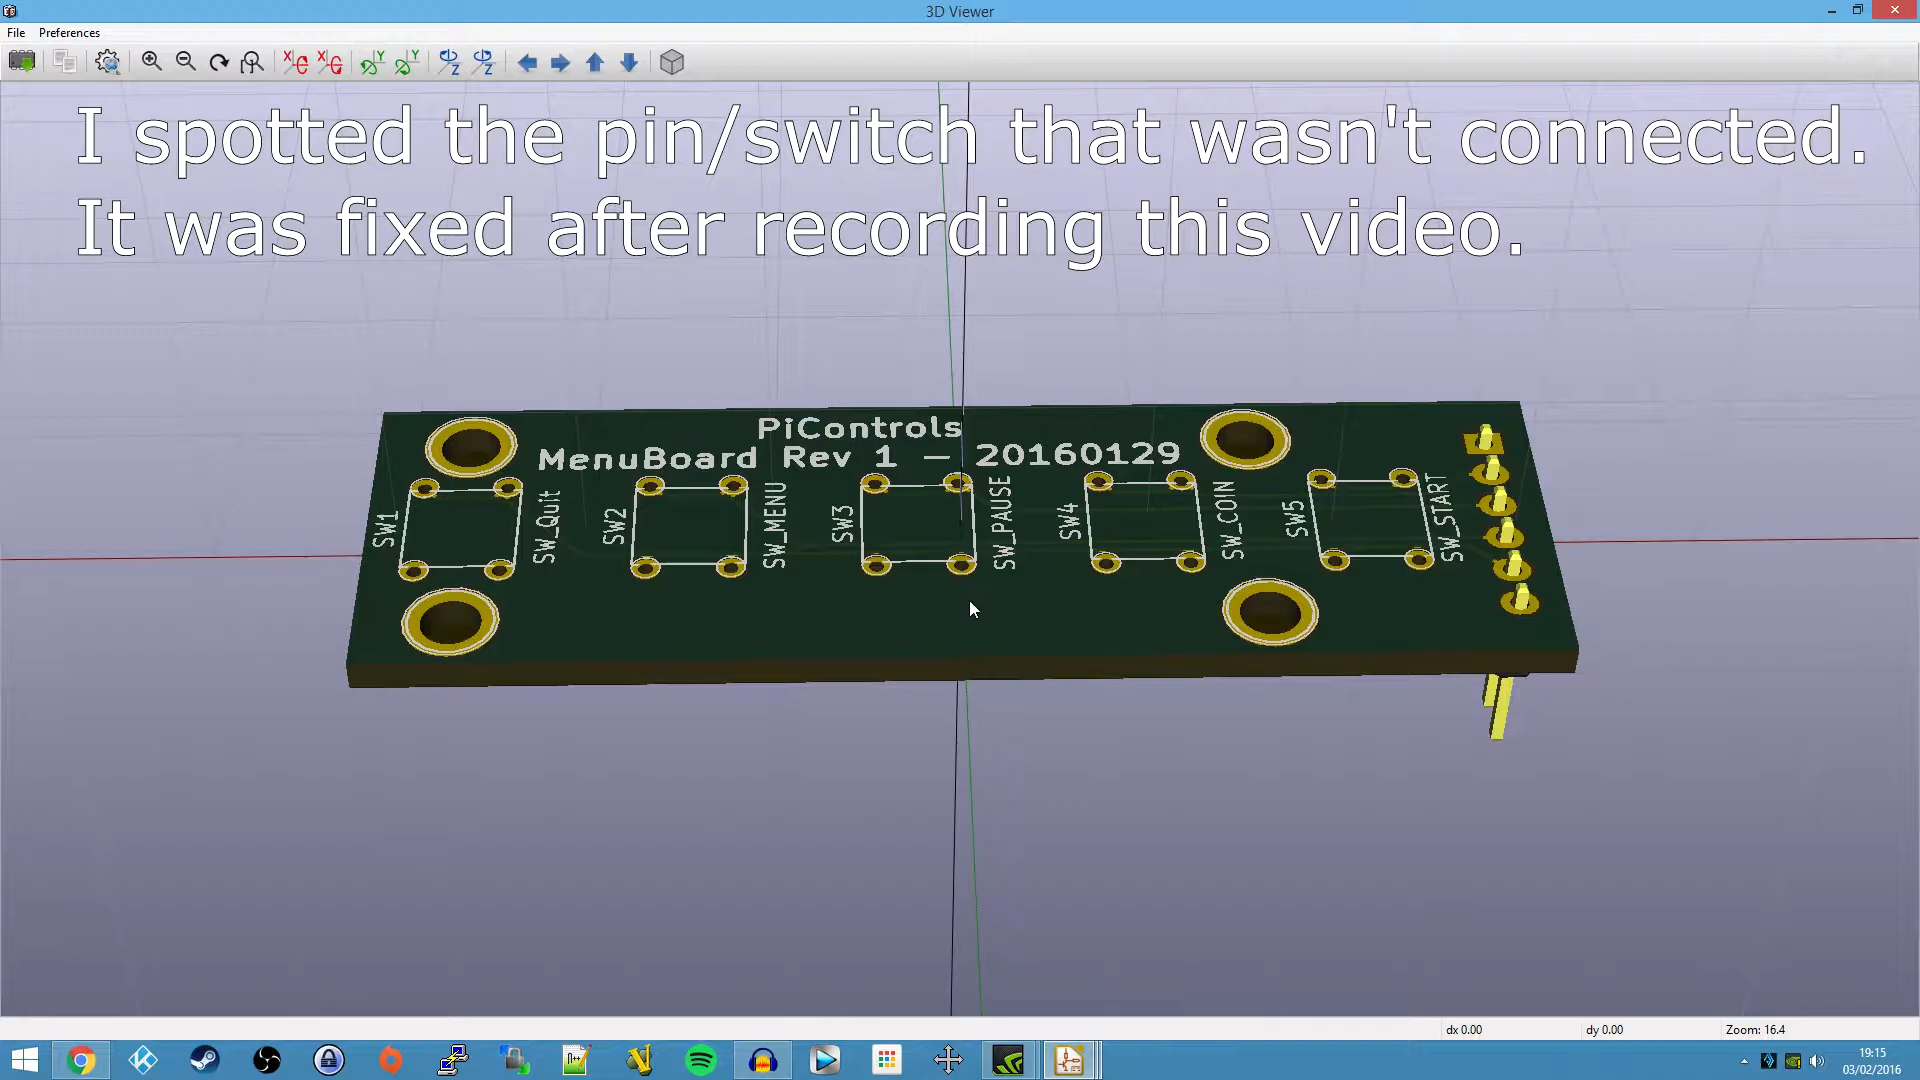 3D Viewer
File Preferences
I spotted the pin/switch that wasn't connected.
It was fixed after recording this video.
PiControls
MenuBoard Rev 1 — 20160129
SW1
SW_Quit
SW2
SW_MENU
SW3
SW_PAUSE
SW4
SW_COIN
SW5
SW_START
dx 0.00
dy 0.00
Zoom: 16.4
19:15
03/02/2016